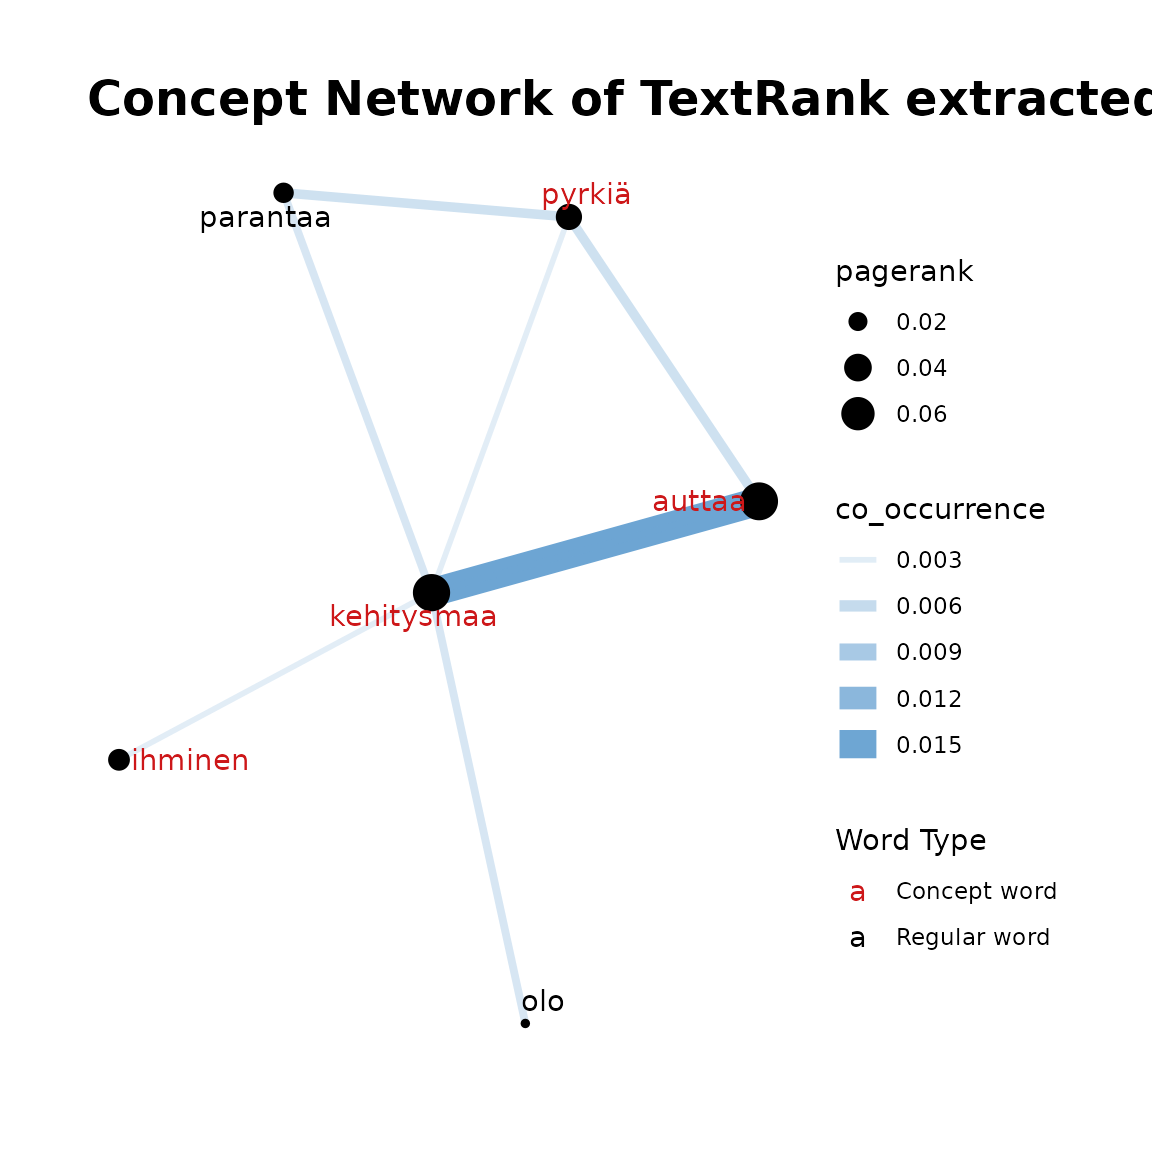 Concept Network of TextRank extracted
pyrkiä
parantaa
auttaa
kehitysmaa
ihminen
olo
pagerank
0.02
0.04
0.06
co_occurrence
0.003
0.006
0.009
0.012
0.015
Word Type
a Concept word
a Regular word